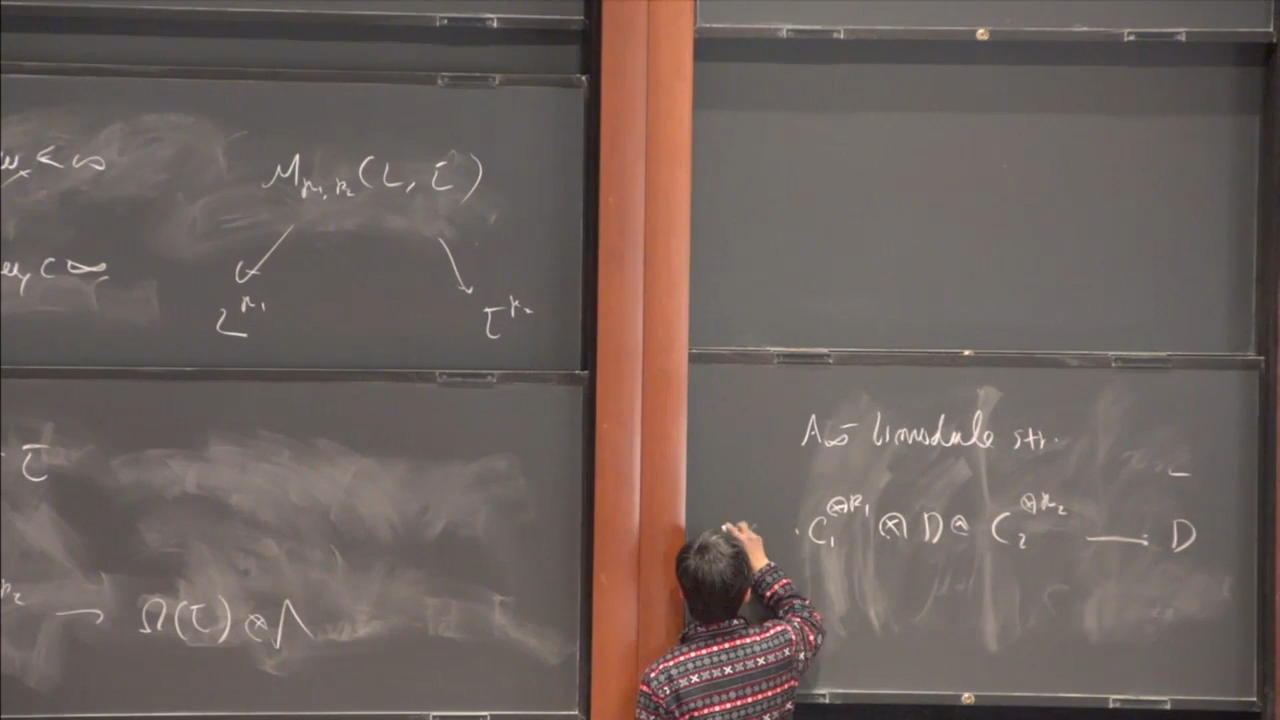 < ∞
M_{k_1,k_2}(L, Σ)
< ∞
L^{k_1} Σ^{k_2}
Σ
→ Ω(Σ) ⊗ Λ
A∞ bimodule str.
C_1^{⊗k_1} ⊗ D ⊗ C_2^{⊗k_2} → D